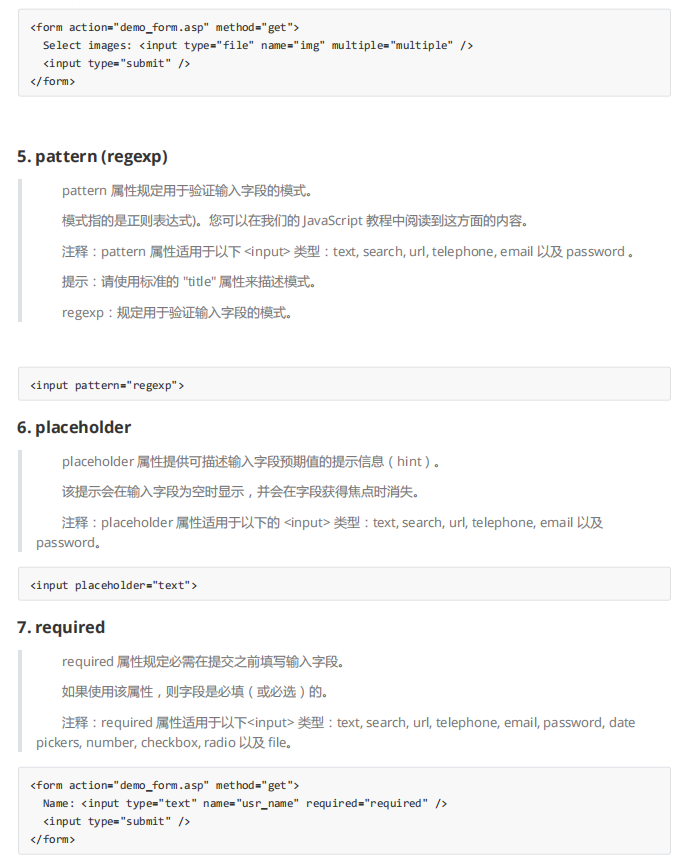 <form action="demo_form.asp" method="get">
  Select images: <input type="file" name="img" multiple="multiple" />
  <input type="submit" />
</form>
5. pattern (regexp)
pattern 属性规定用于验证输入字段的模式。
模式指的是正则表达式)。您可以在我们的 JavaScript 教程中阅读到这方面的内容。
注释：pattern 属性适用于以下 <input> 类型：text, search, url, telephone, email 以及 password 。
提示：请使用标准的 "title" 属性来描述模式。
regexp：规定用于验证输入字段的模式。
<input pattern="regexp">
6. placeholder
placeholder 属性提供可描述输入字段预期值的提示信息（hint）。
该提示会在输入字段为空时显示，并会在字段获得焦点时消失。
注释：placeholder 属性适用于以下的 <input> 类型：text, search, url, telephone, email 以及
password。
<input placeholder="text">
7. required
required 属性规定必需在提交之前填写输入字段。
如果使用该属性，则字段是必填（或必选）的。
注释：required 属性适用于以下<input> 类型：text, search, url, telephone, email, password, date
pickers, number, checkbox, radio 以及 file。
<form action="demo_form.asp" method="get">
  Name: <input type="text" name="usr_name" required="required" />
  <input type="submit" />
</form>